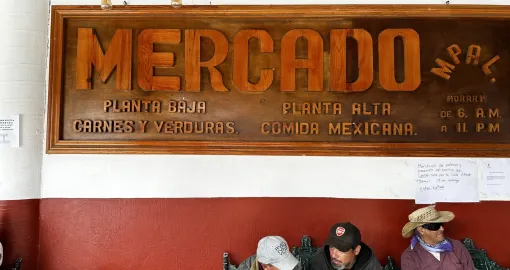 MERCADO
MPAL.
PLANTA BAJA
CARNES Y VERDURAS.
PLANTA ALTA
COMIDA MEXICANA.
HORARIO
DE 6 A.M
A 11 P.M